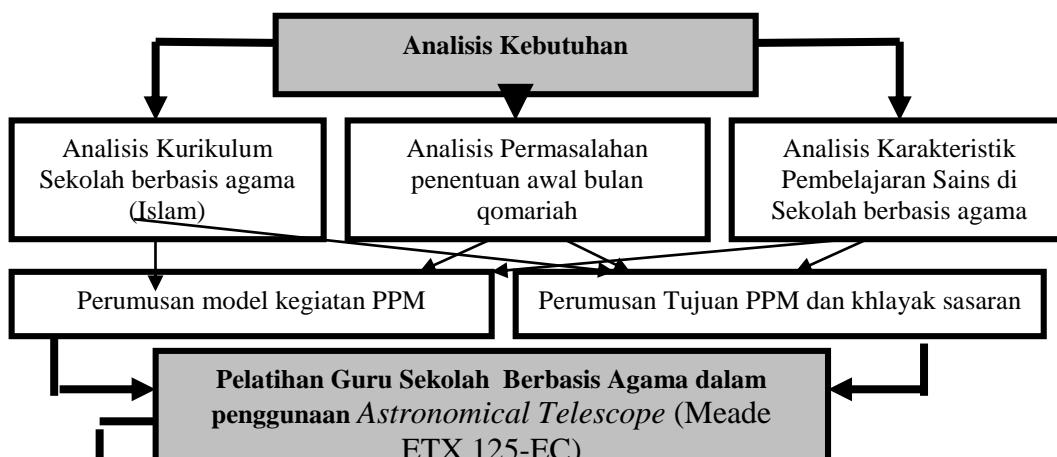 Analisis Kebutuhan
Analisis Kurikulum
Sekolah berbasis agama
(Islam)
Analisis Permasalahan
penentuan awal bulan
qomariah
Analisis Karakteristik
Pembelajaran Sains di
Sekolah berbasis agama
Perumusan model kegiatan PPM
Perumusan Tujuan PPM dan khlayak sasaran
Pelatihan Guru Sekolah Berbasis Agama dalam
penggunaan Astronomical Telescope (Meade
ETX 125-EC)